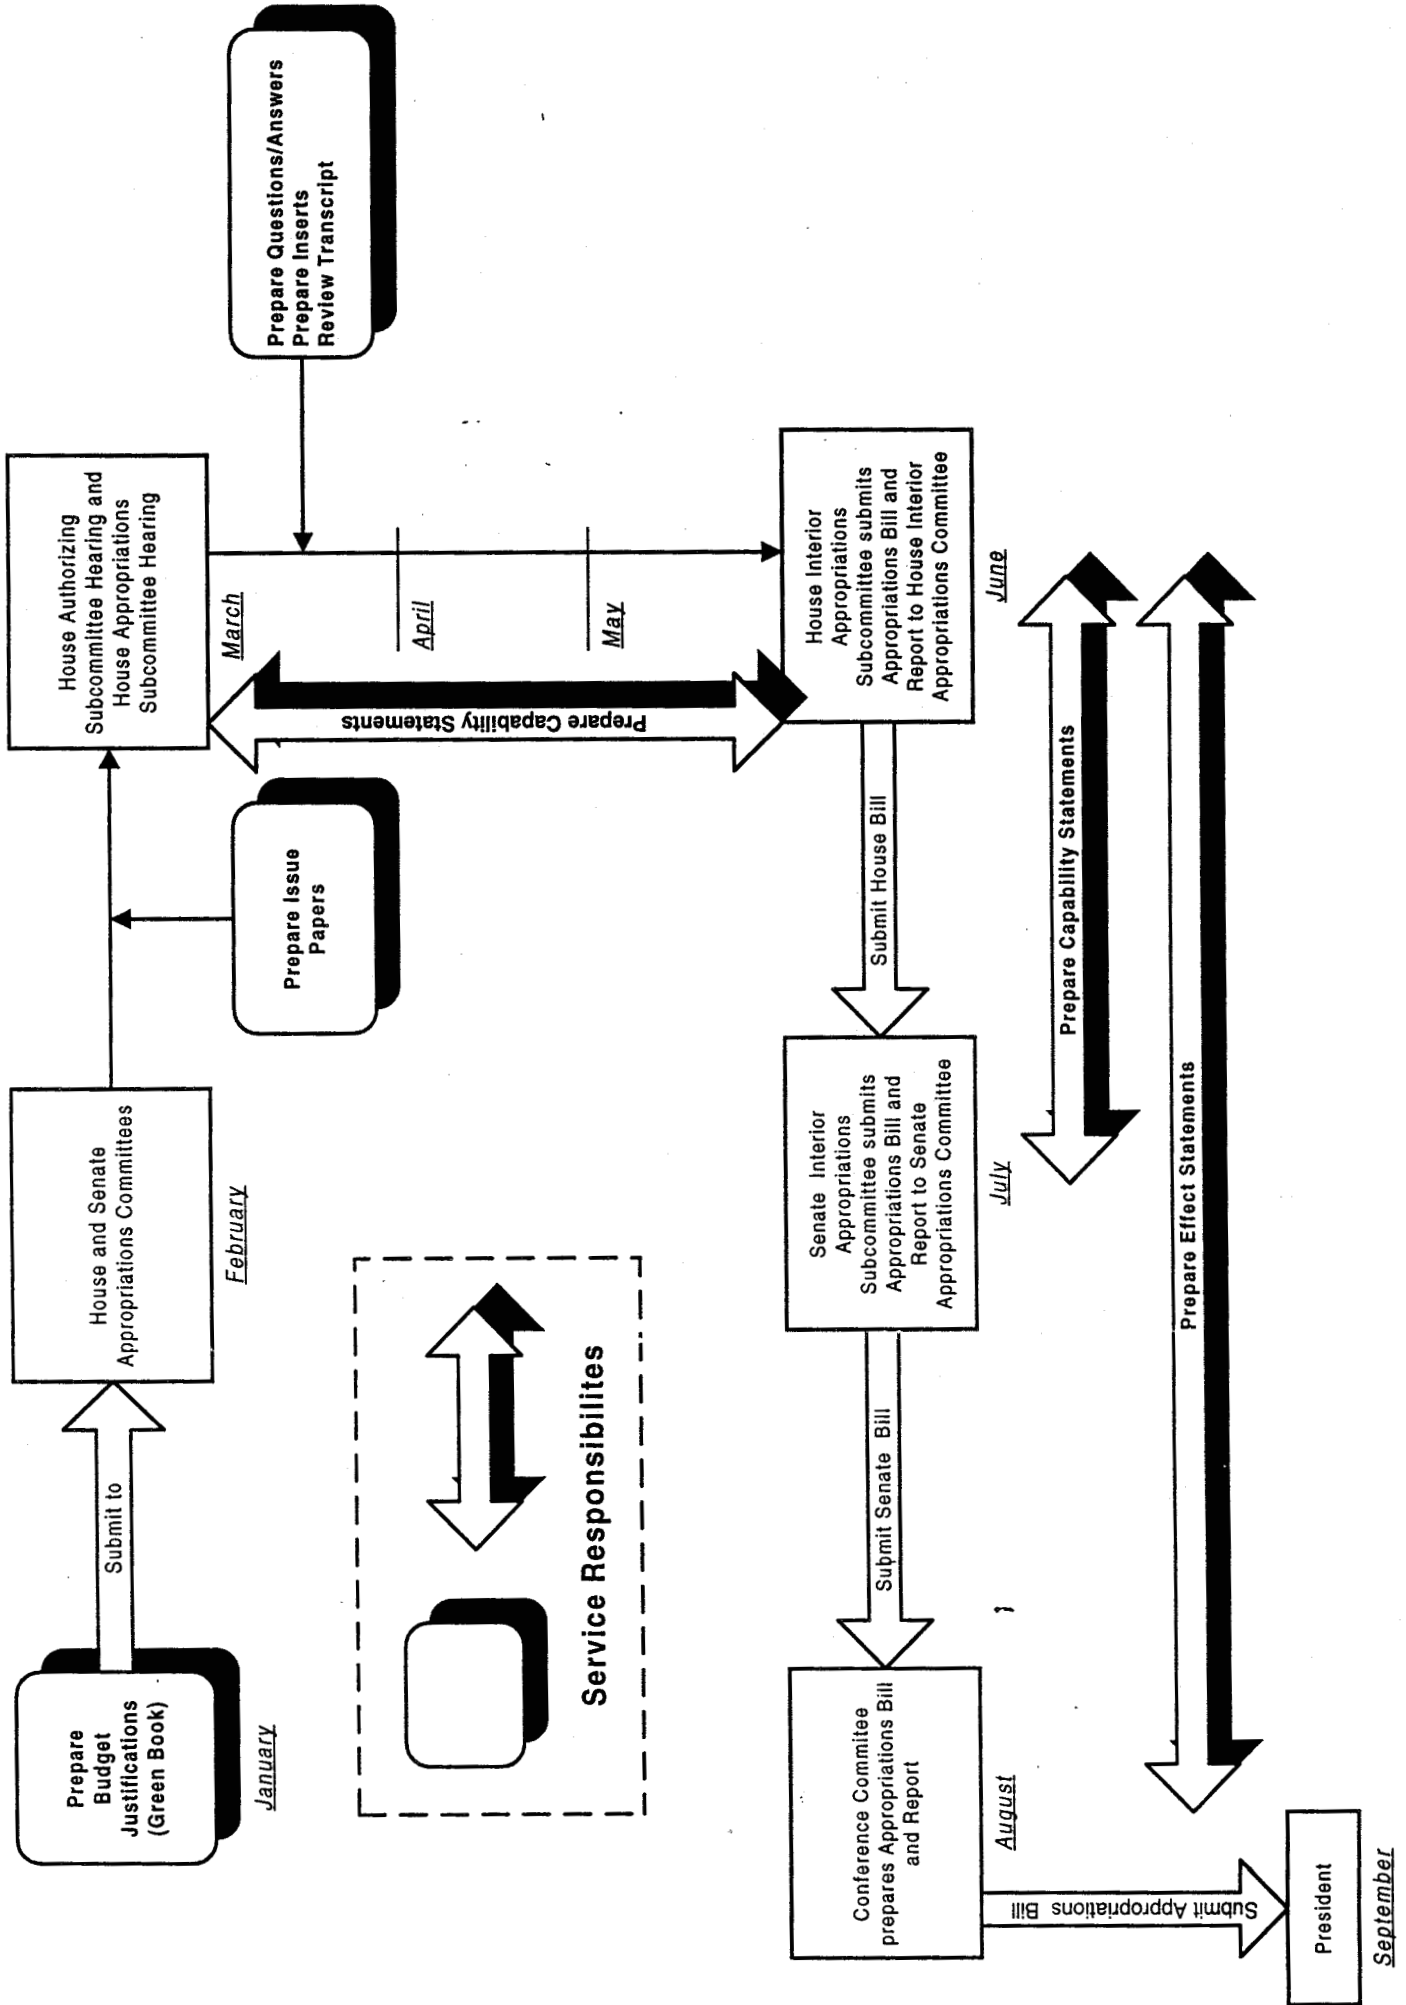 Prepare
Budget
Justifications
(Green Book)
January
Submit to
House and Senate
Appropriations Committees
February
Prepare Issue
Papers
House Authorizing
Subcommittee Hearing and
House Appropriations
Subcommittee Hearing
March
April
May
Prepare Questions/Answers
Prepare Inserts
Review Transcript
Prepare Capability Statements
Service Responsibilites
House Interior
Appropriations
Subcommittee submits
Appropriations Bill and
Report to House Interior
Appropriations Committee
June
Submit House Bill
Senate Interior
Appropriations
Subcommittee submits
Appropriations Bill and
Report to Senate
Appropriations Committee
July
Submit Senate Bill
Conference Commitee
prepares Appropriations Bill
and Report
August
Prepare Capability Statements
Prepare Effect Statements
Submit Appropriations Bill
President
September